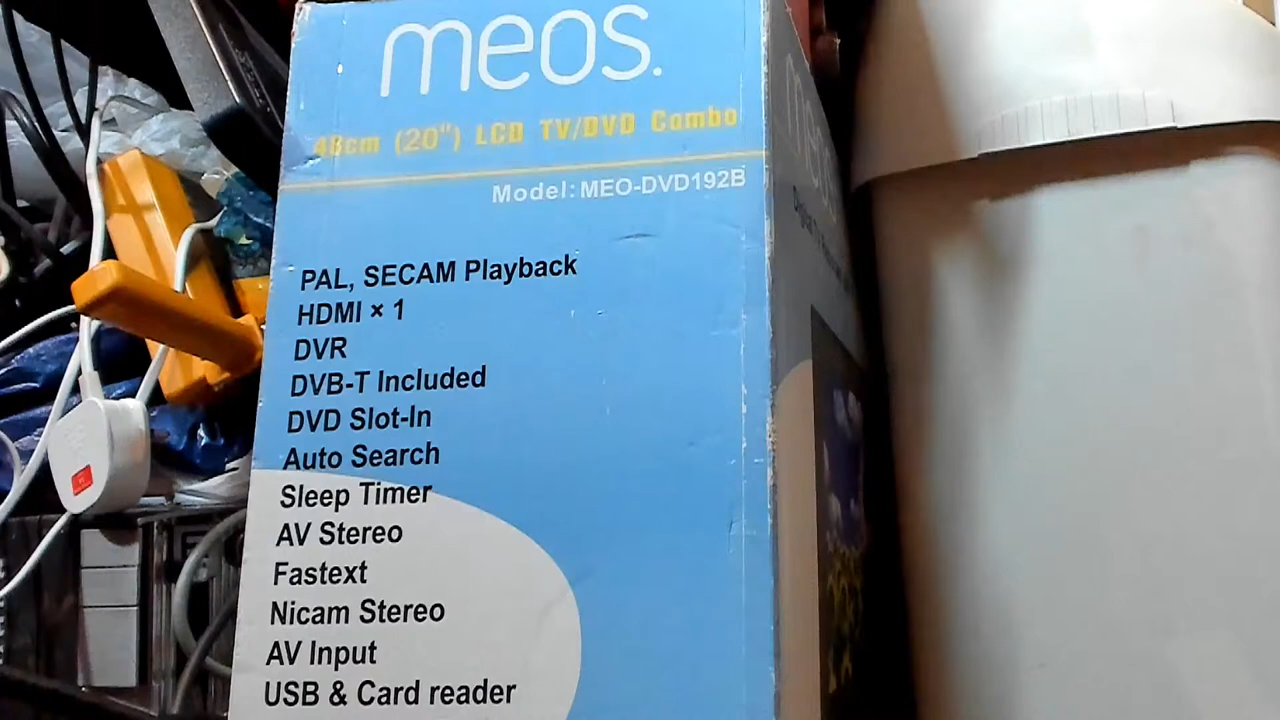 meos.
48cm (20") LCD TV/DVD Combo
Model: MEO-DVD192B
PAL, SECAM Playback
HDMI × 1
DVR
DVB-T Included
DVD Slot-In
Auto Search
Sleep Timer
AV Stereo
Fastext
Nicam Stereo
AV Input
USB & Card reader
meos